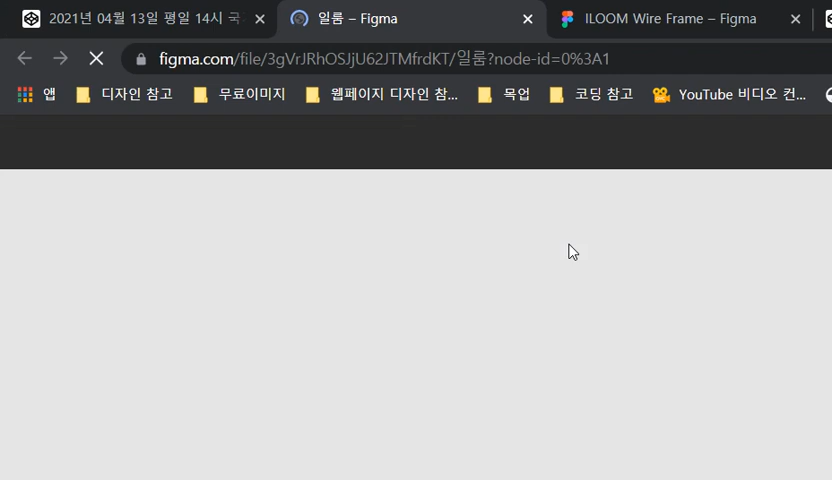 2021년 04월 13일 평일 14시 국
일룸 – Figma
ILOOM Wire Frame – Figma
figma.com/file/3gVrJRhOSJjU62JTMfrdKT/일룸?node-id=0%3A1
앱 디자인 참고 무료이미지 웹페이지 디자인 참... 목업 코딩 참고 YouTube 비디오 컨...